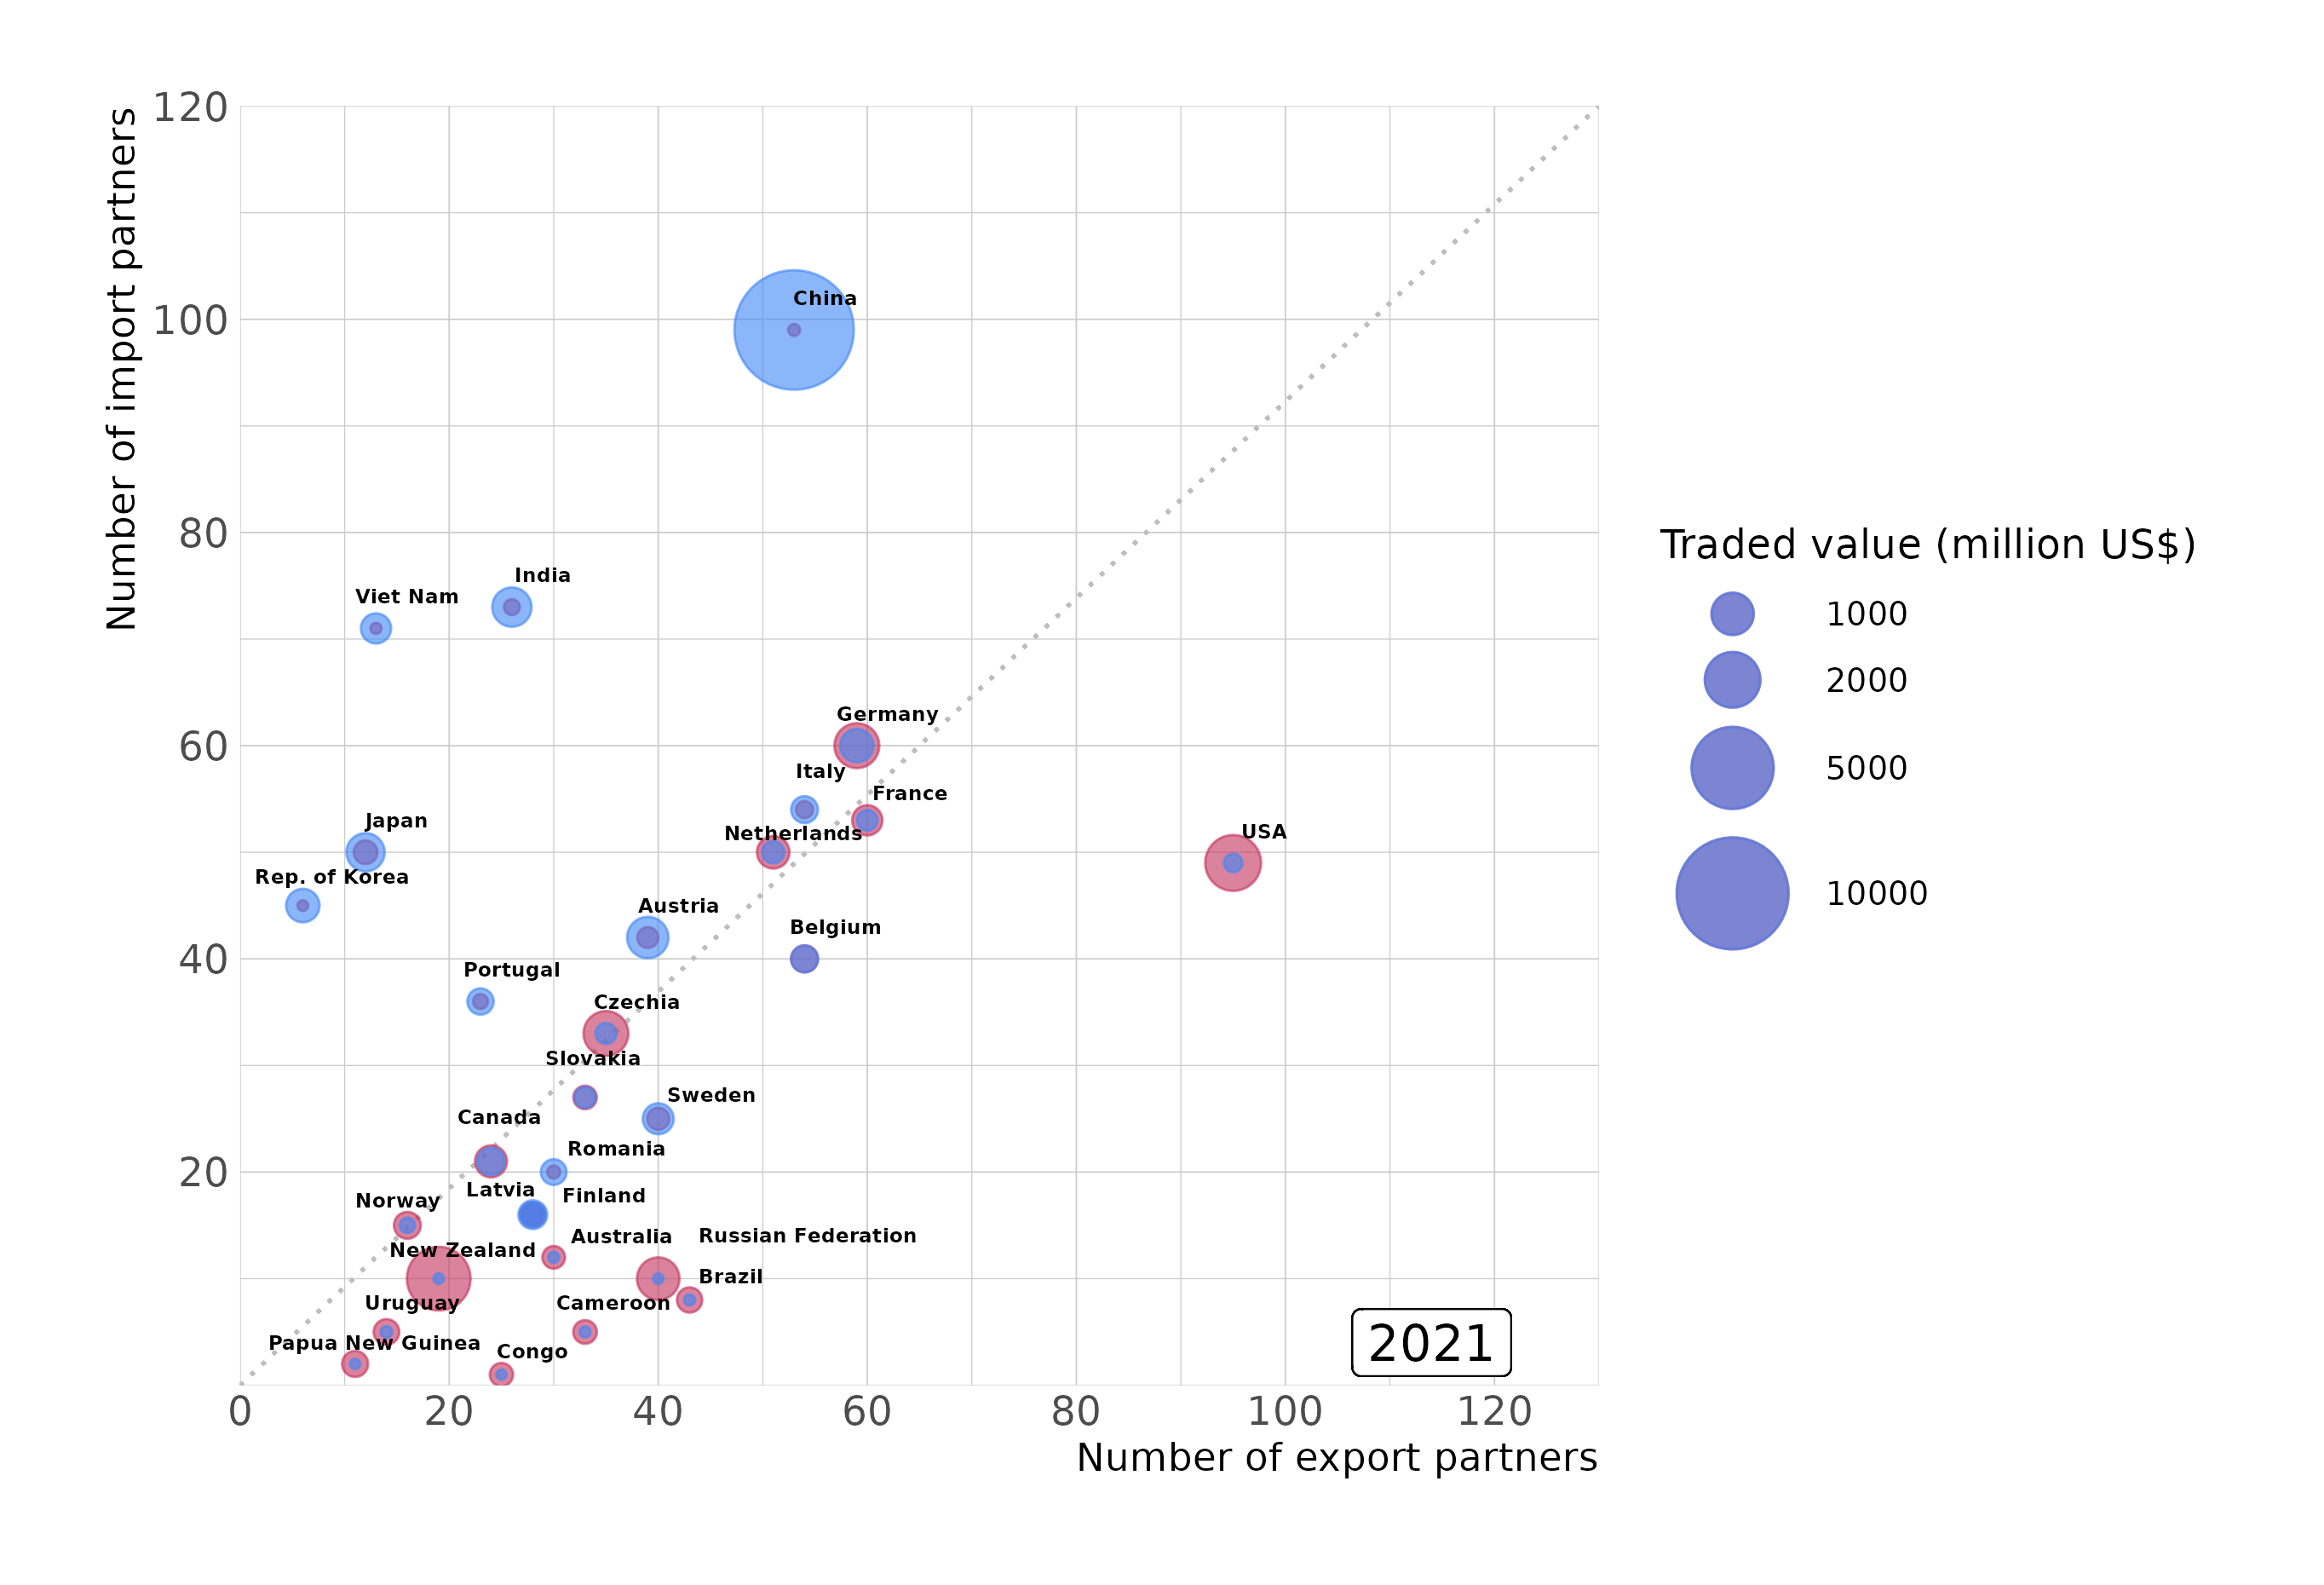 Number of import partners
120
100
80
60
40
20
China
India
Viet Nam
Germany
Italy
France
Japan
USA
Netherlands
Rep. of Korea
Austria
Belgium
Portugal
Czechia
Slovakia
Sweden
Canada
Romania
Latvia
Finland
Norway
Australia
Russian Federation
New Zealand
Brazil
Uruguay
Cameroon
Papua New Guinea
Congo
2021
0
20
40
60
80
100
120
Number of export partners
Traded value (million US$)
1000
2000
5000
10000